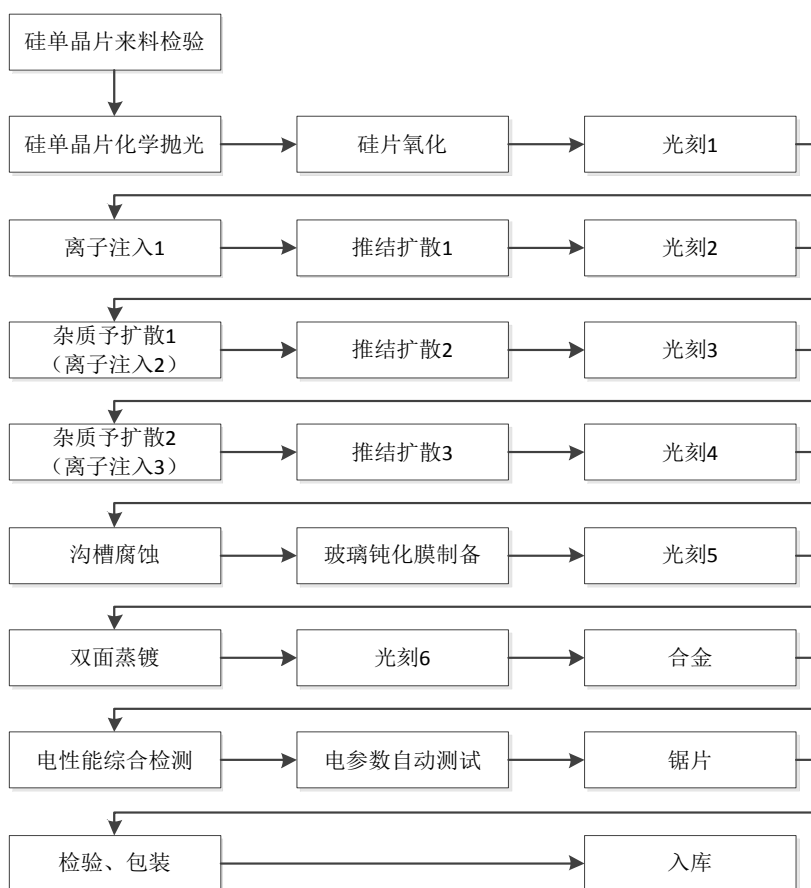 硅单晶片来料检验
硅单晶片化学抛光
硅片氧化
光刻1
离子注入1
推结扩散1
光刻2
杂质予扩散1
（离子注入2）
推结扩散2
光刻3
杂质予扩散2
（离子注入3）
推结扩散3
光刻4
沟槽腐蚀
玻璃钝化膜制备
光刻5
双面蒸镀
光刻6
合金
电性能综合检测
电参数自动测试
锯片
检验、包装
入库